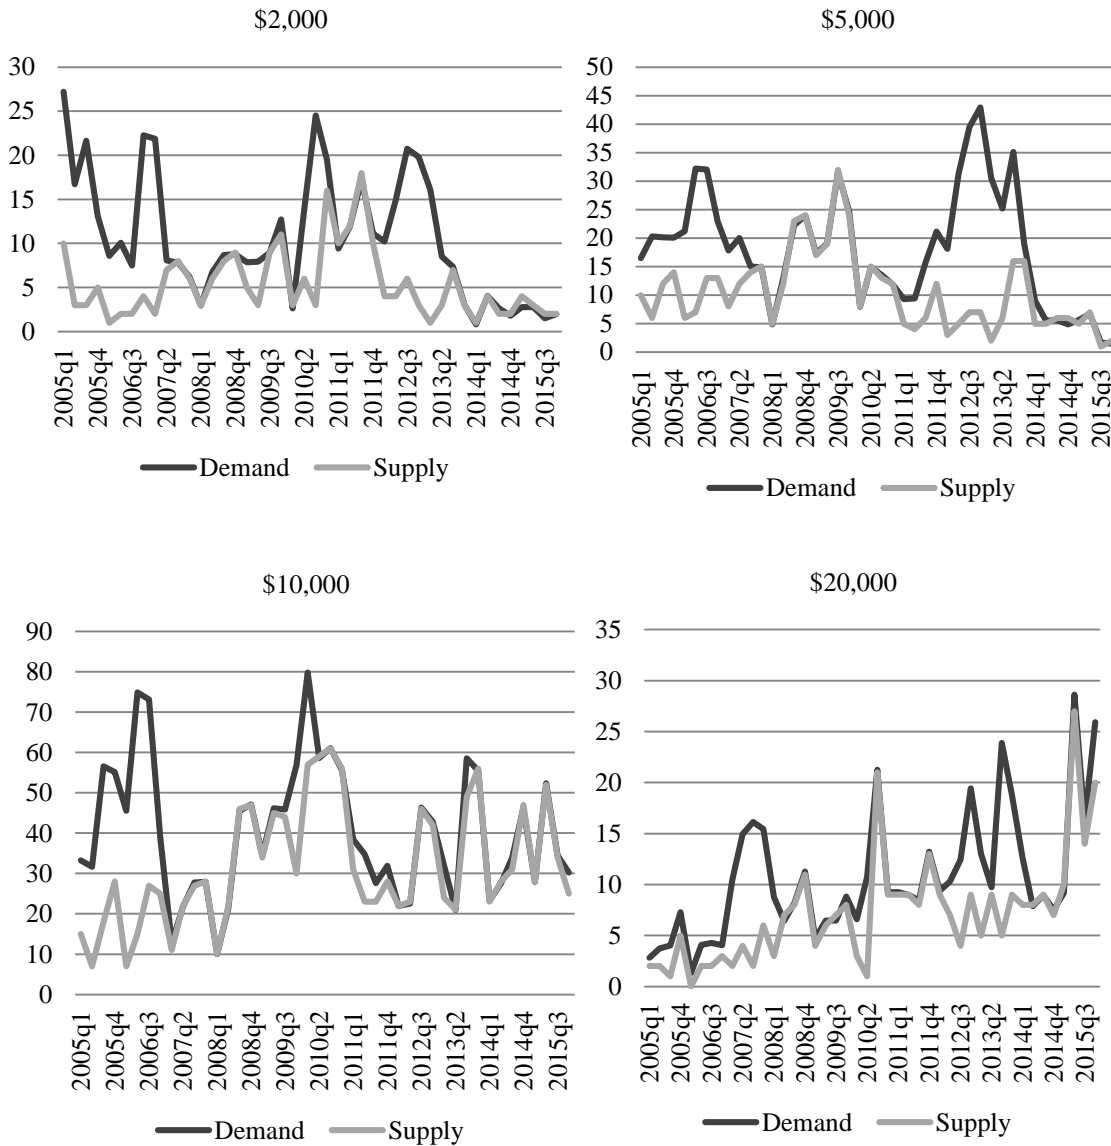 $2,000
30
25
20
15
10
5
0
2005q1
2005q4
2006q3
2007q2
2008q1
2008q4
2009q3
2010q2
2011q1
2011q4
2012q3
2013q2
2014q1
2014q4
2015q3
Demand Supply
$5,000
50
45
40
35
30
25
20
15
10
5
0
2005q1
2005q4
2006q3
2007q2
2008q1
2008q4
2009q3
2010q2
2011q1
2011q4
2012q3
2013q2
2014q1
2014q4
2015q3
Demand Supply
$10,000
90
80
70
60
50
40
30
20
10
0
2005q1
2005q4
2006q3
2007q2
2008q1
2008q4
2009q3
2010q2
2011q1
2011q4
2012q3
2013q2
2014q1
2014q4
2015q3
Demand Supply
$20,000
35
30
25
20
15
10
5
0
2005q1
2005q4
2006q3
2007q2
2008q1
2008q4
2009q3
2010q2
2011q1
2011q4
2012q3
2013q2
2014q1
2014q4
2015q3
Demand Supply